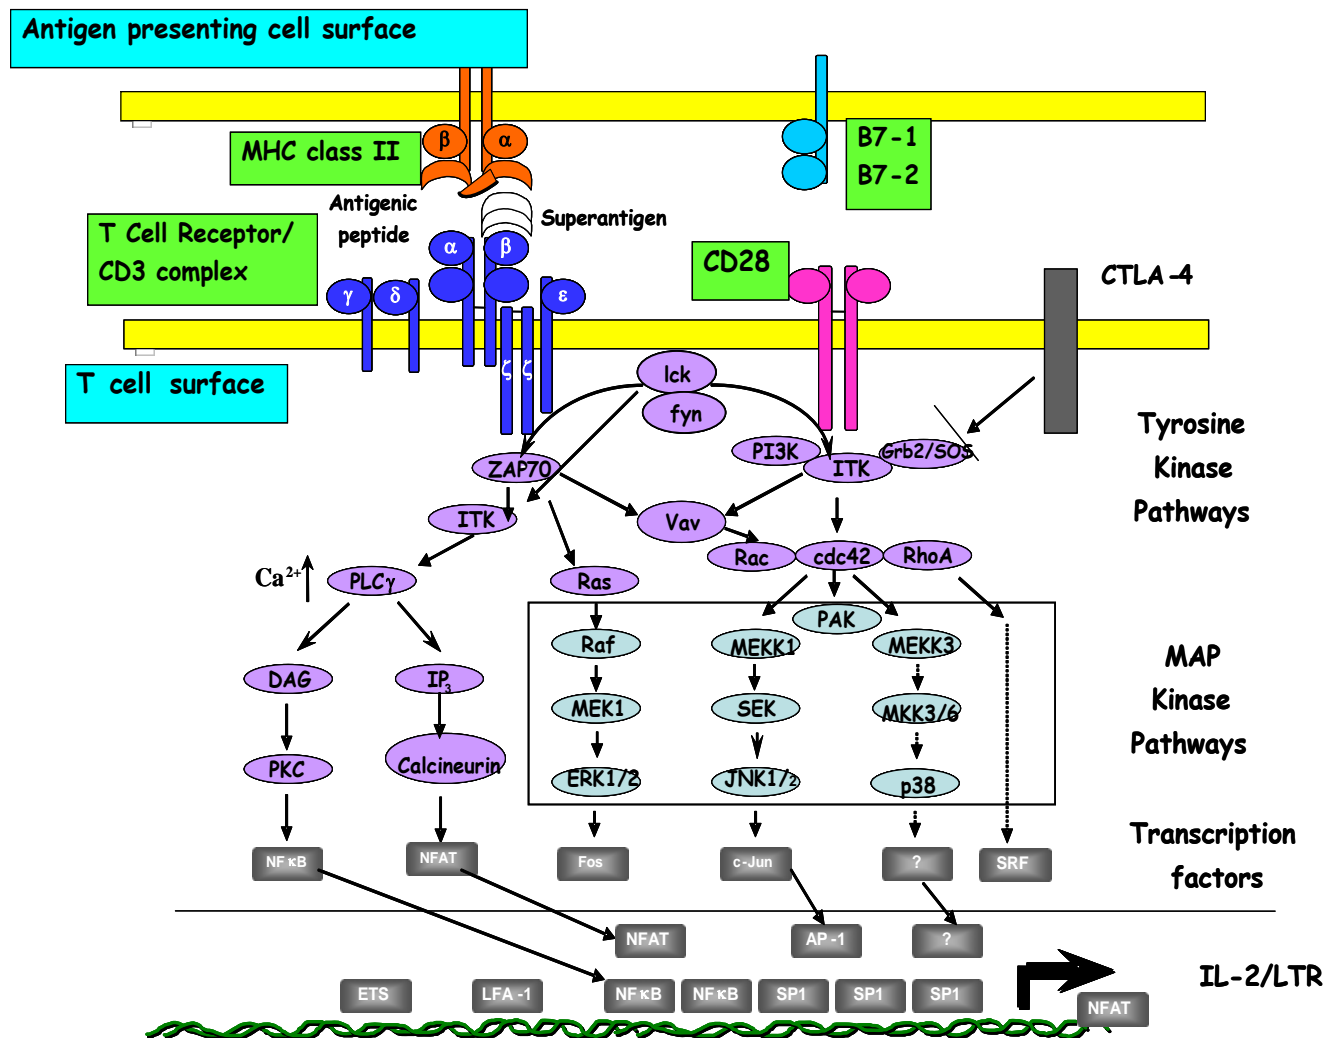 Antigen presenting cell surface
MHC class II
β
α
B7-1
B7-2
Antigenic
peptide
Superantigen
T Cell Receptor/
CD3 complex
α
β
γ
δ
ε
CD28
CTLA-4
T cell surface
ζ
ζ
lck
fyn
Tyrosine
Kinase
Pathways
ZAP70
PI3K
ITK
Grb2/SOS
ITK
Vav
Rac
cdc42
RhoA
Ca2+
PLCγ
Ras
PAK
Raf
MEKK1
MEKK3
MAP
Kinase
Pathways
DAG
IP3
MEK1
SEK
MKK3/6
PKC
Calcineurin
ERK1/2
JNK1/2
p38
Transcription
factors
NFκB
NFAT
Fos
c-Jun
?
SRF
NFAT
AP-1
?
IL-2/LTR
ETS
LFA-1
NFκB
NFκB
SP1
SP1
SP1
NFAT